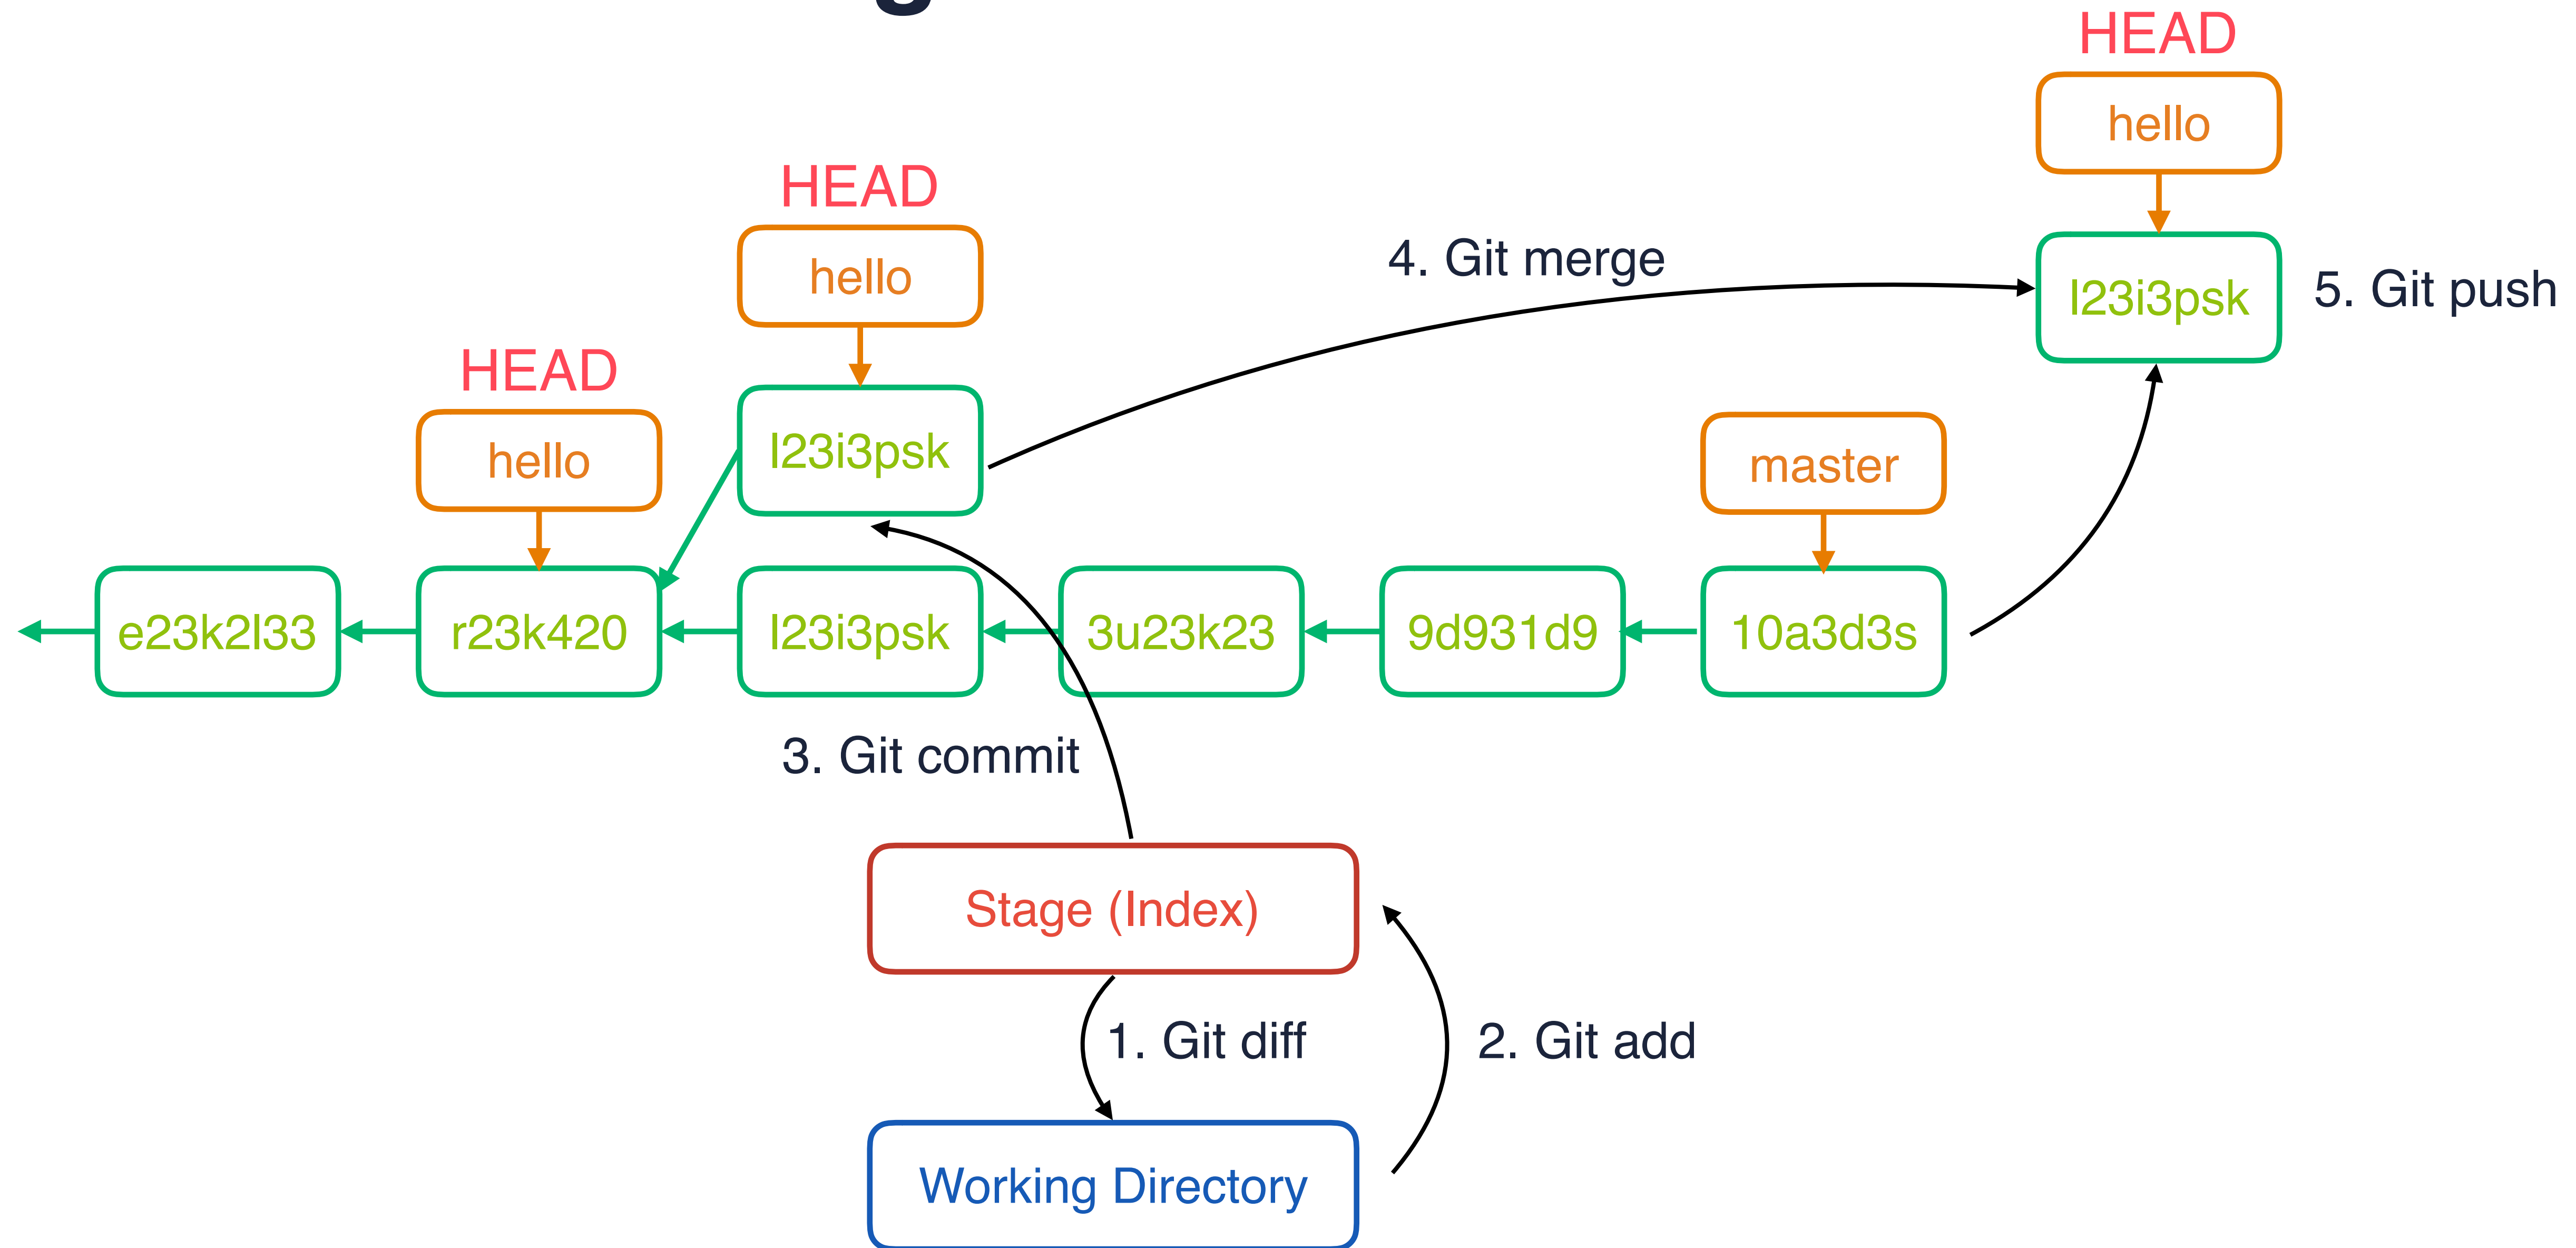 HEAD
hello
HEAD
hello
4. Git merge
l23i3psk
5. Git push
HEAD
hello
l23i3psk
master
e23k2l33
r23k420
l23i3psk
3u23k23
9d931d9
10a3d3s
3. Git commit
Stage (Index)
1. Git diff
2. Git add
Working Directory